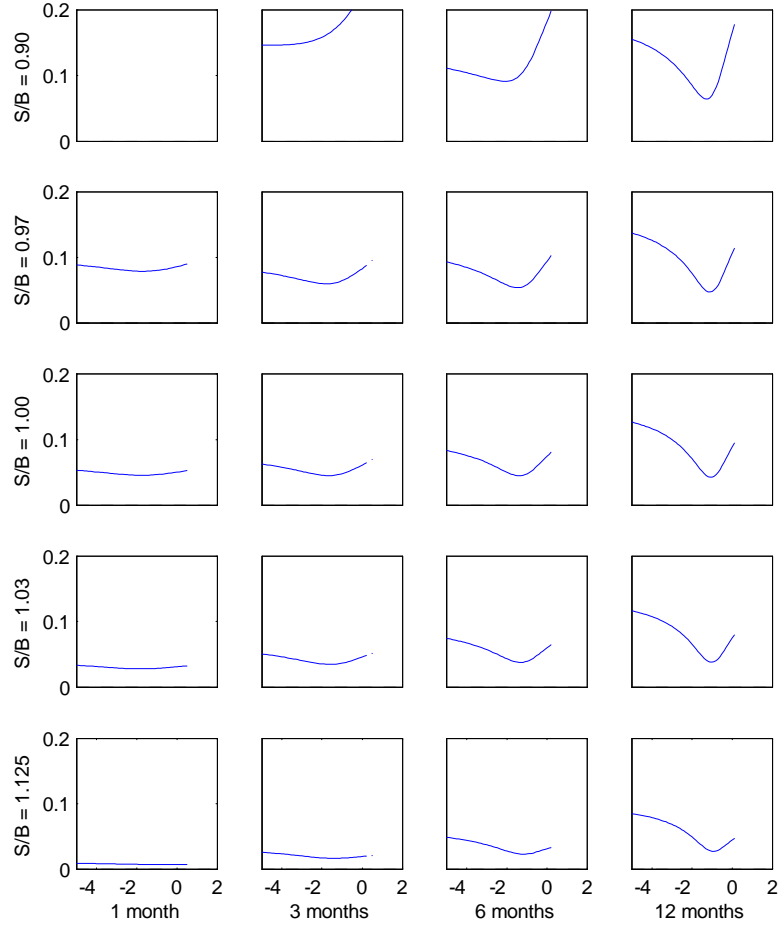 0.2
0.1
0
S/B = 0.90
0.2
0.1
0
S/B = 0.97
0.2
0.1
0
S/B = 1.00
0.2
0.1
0
S/B = 1.03
0.2
0.1
0
S/B = 1.125
-4 -2 0 2
1 month
-4 -2 0 2
3 months
-4 -2 0 2
6 months
-4 -2 0 2
12 months